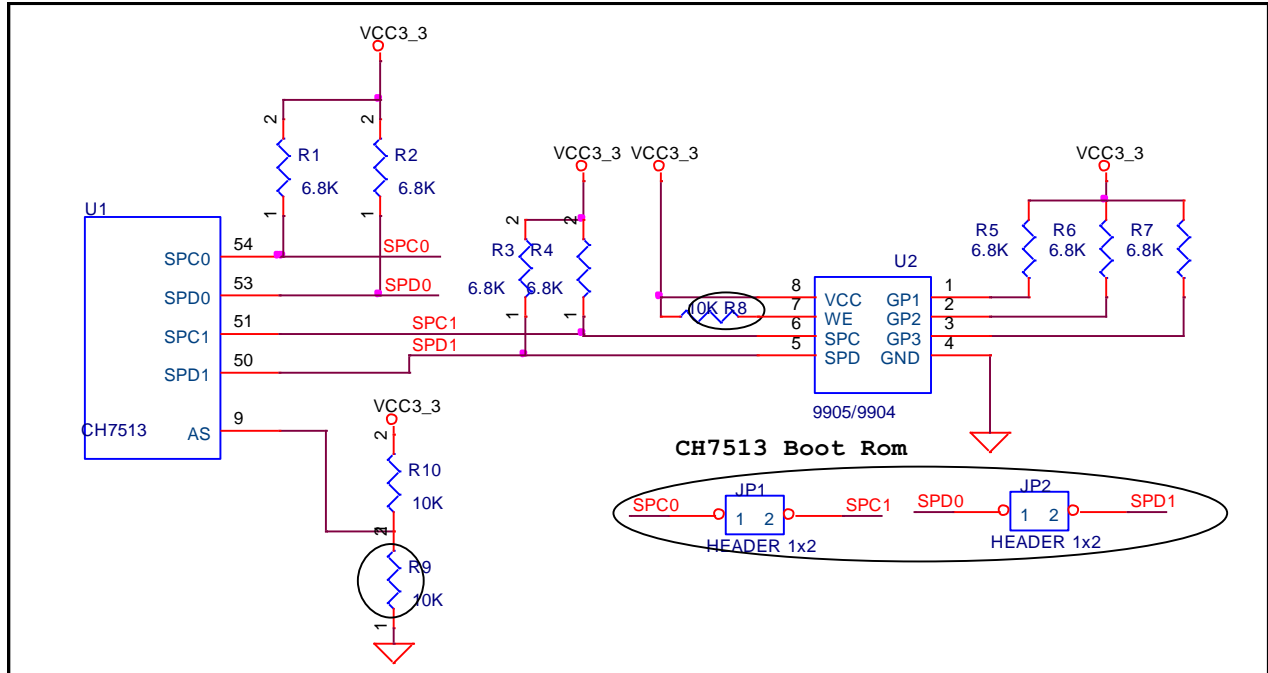 VCC3_3
2
2
R1
6.8K
R2
6.8K
1
1
VCC3_3
VCC3_3
VCC3_3
U1
54
SPC0
SPC0
53
SPD0
SPD0
51
SPC1
SPC1
50
SPD1
SPD1
9
AS
CH7513
2
2
R3
R4
6.8K
6.8K
1
1
10K R8
U2
8
VCC
GP1
1
7
WE
GP2
2
6
SPC
GP3
3
5
SPD
GND
4
9905/9904
R5
6.8K
R6
6.8K
R7
6.8K
VCC3_3
2
R10
10K
1
2
R9
10K
1
CH7513 Boot Rom
SPC0
JP1
1 2
SPC1
HEADER 1x2
SPD0
JP2
1 2
SPD1
HEADER 1x2